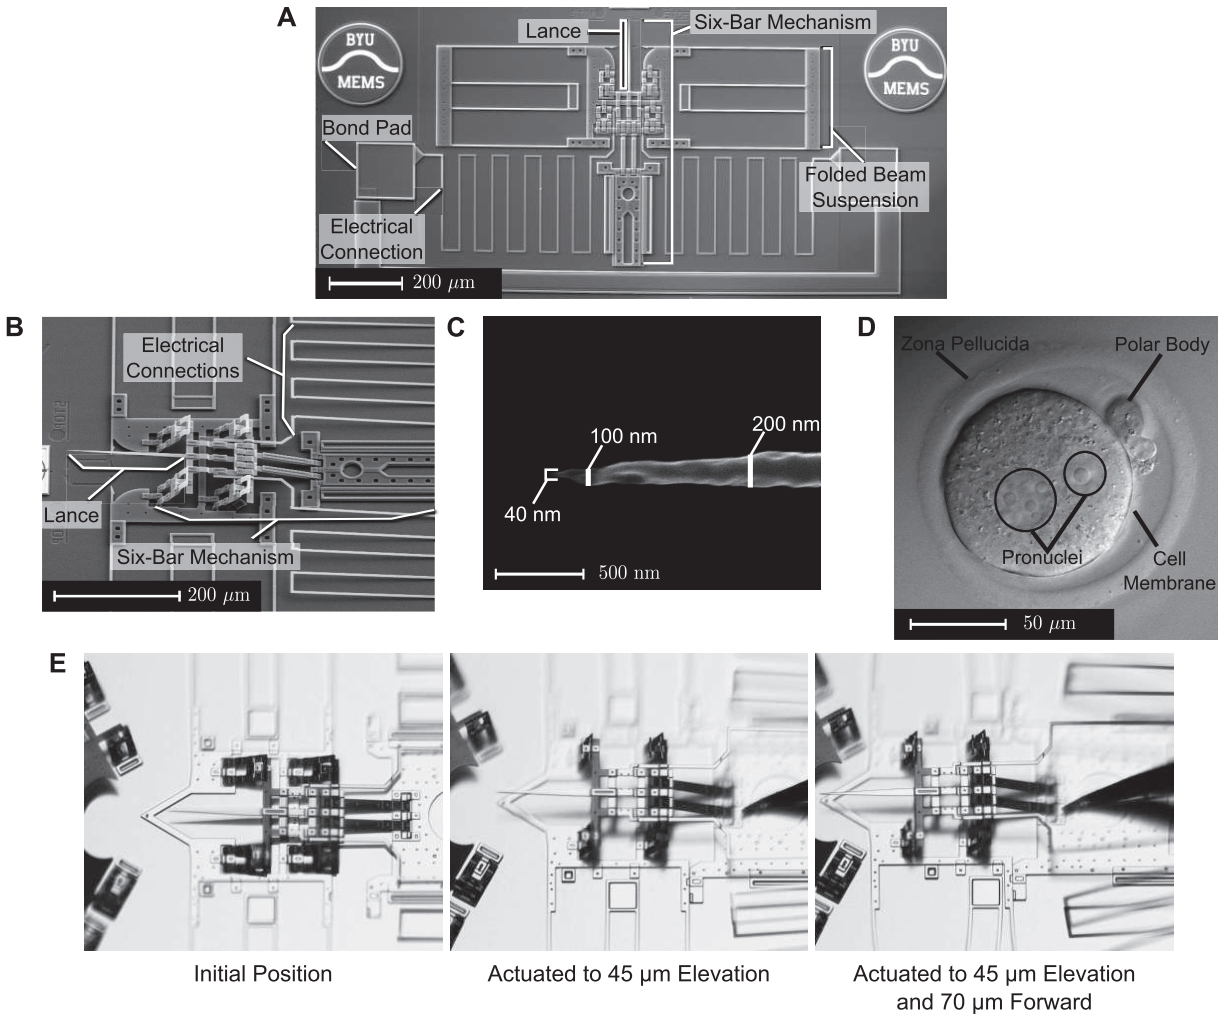 A
BYU
MEMS
Lance
Six-Bar Mechanism
BYU
MEMS
Bond Pad
Electrical
Connection
Folded Beam
Suspension
200 μm
B
Electrical
Connections
Lance
Six-Bar Mechanism
200 μm
C
100 nm
200 nm
40 nm
500 nm
D
Zona Pellucida
Polar Body
Pronuclei
Cell
Membrane
50 μm
E
Initial Position
Actuated to 45 μm Elevation
Actuated to 45 μm Elevation
and 70 μm Forward